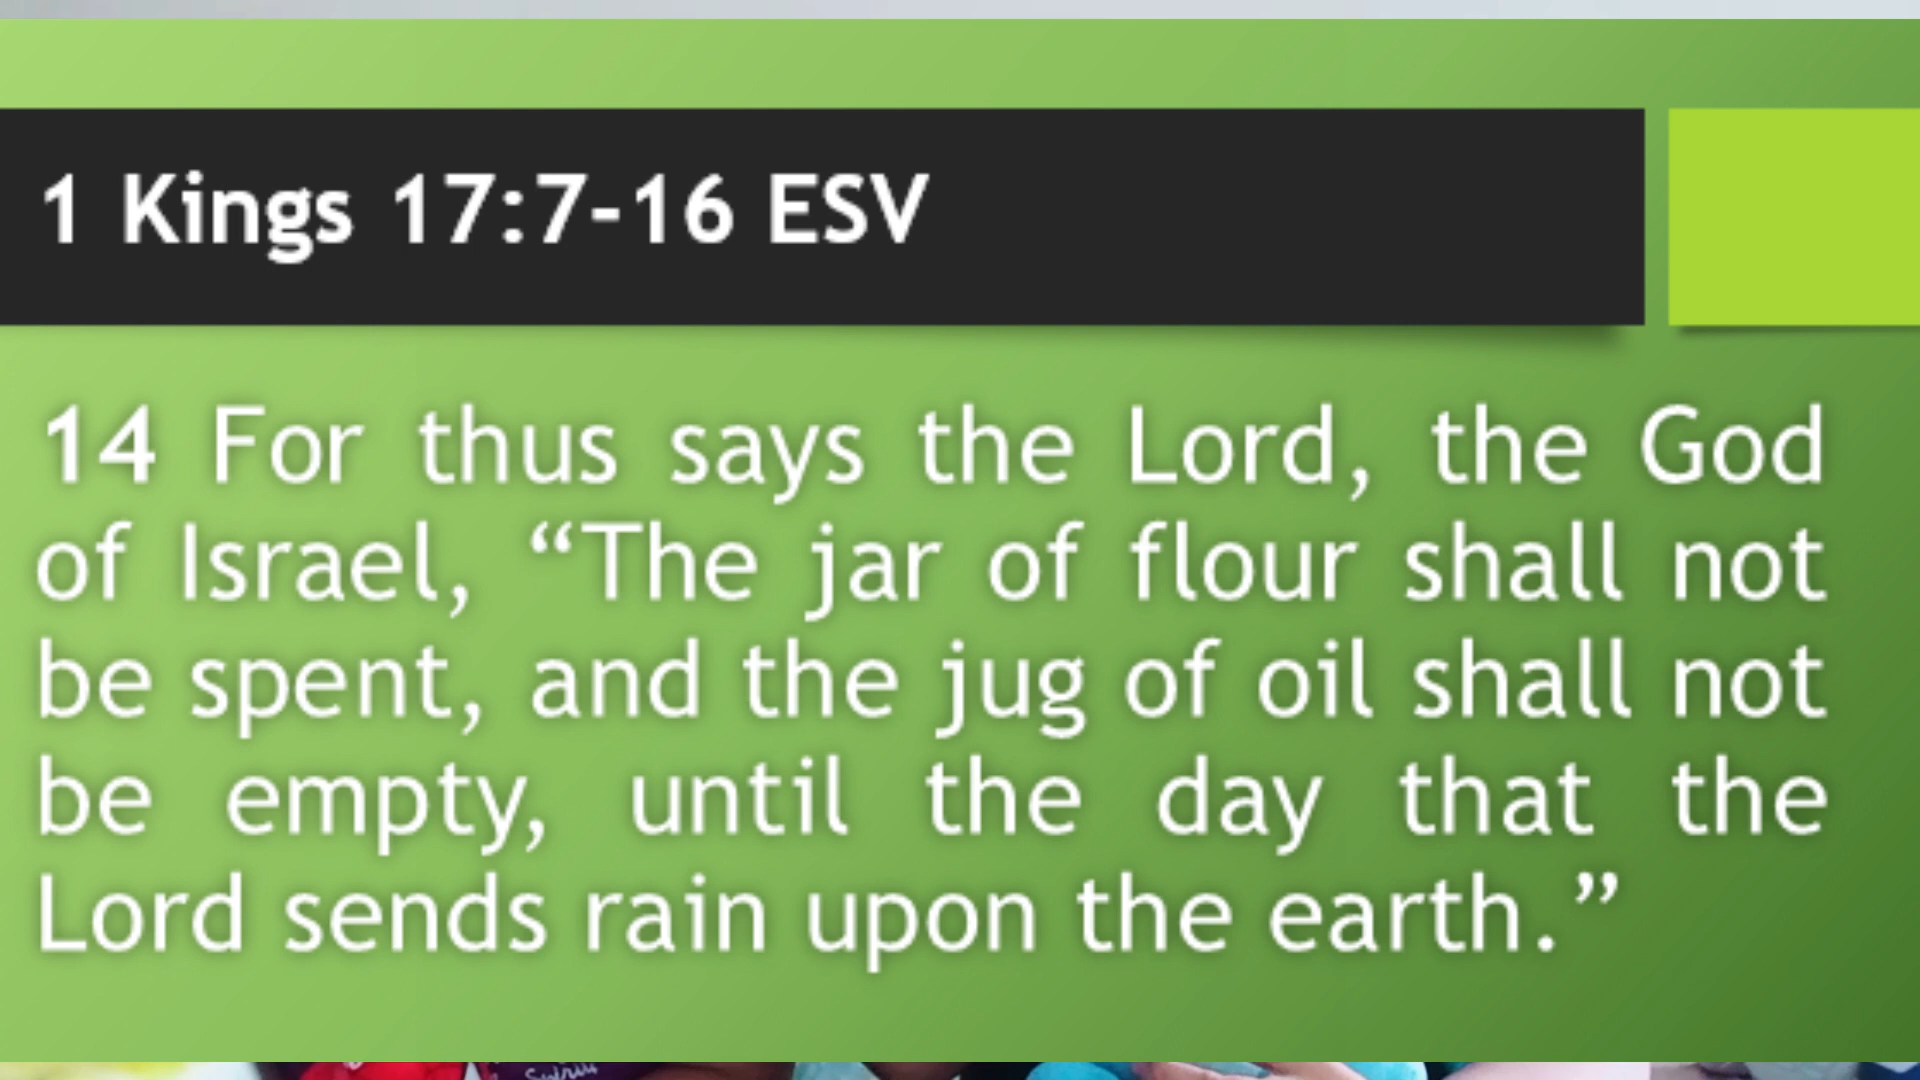 1 Kings 17:7-16 ESV
14 For thus says the Lord, the God
of Israel, “The jar of flour shall not
be spent, and the jug of oil shall not
be empty, until the day that the
Lord sends rain upon the earth.”